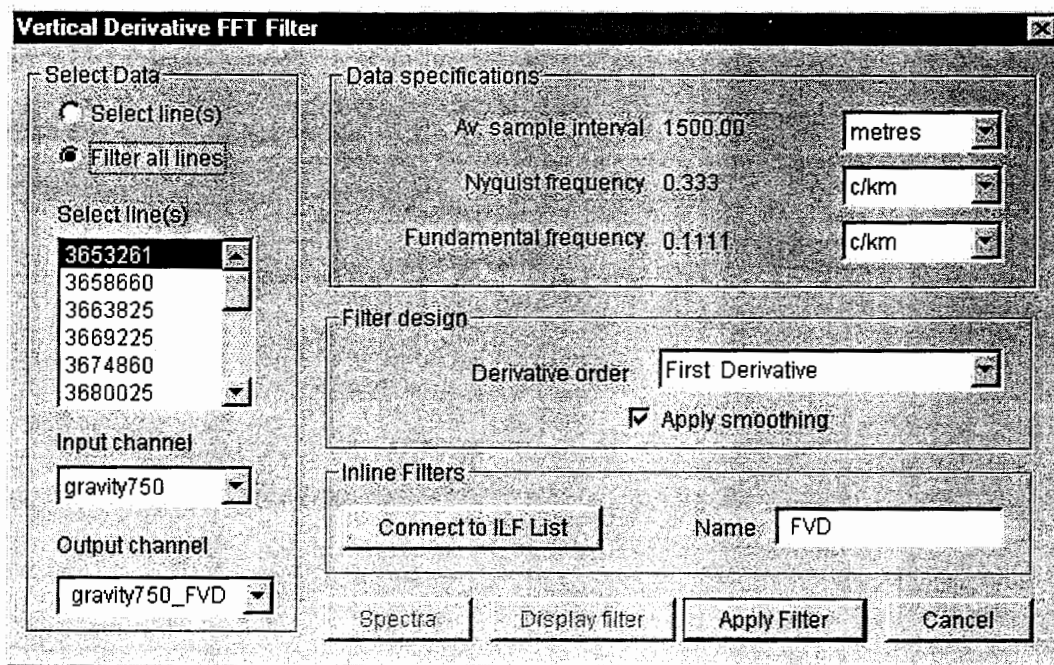 Vertical Derivative FFT Filter
Select Data
Select line(s)
Filter all lines
Select line(s)
3653261
3658660
3663825
3669225
3674860
3680025
Input channel
gravity750
Output channel
gravity750_FVD
Data specifications
Av. sample interval 1500.00 metres
Nyquist frequency 0.333 c/km
Fundamental frequency 0.1111 c/km
Filter design
Derivative order First Derivative
Apply smoothing
Inline Filters
Connect to ILF List Name FVD
Spectra Display filter Apply Filter Cancel